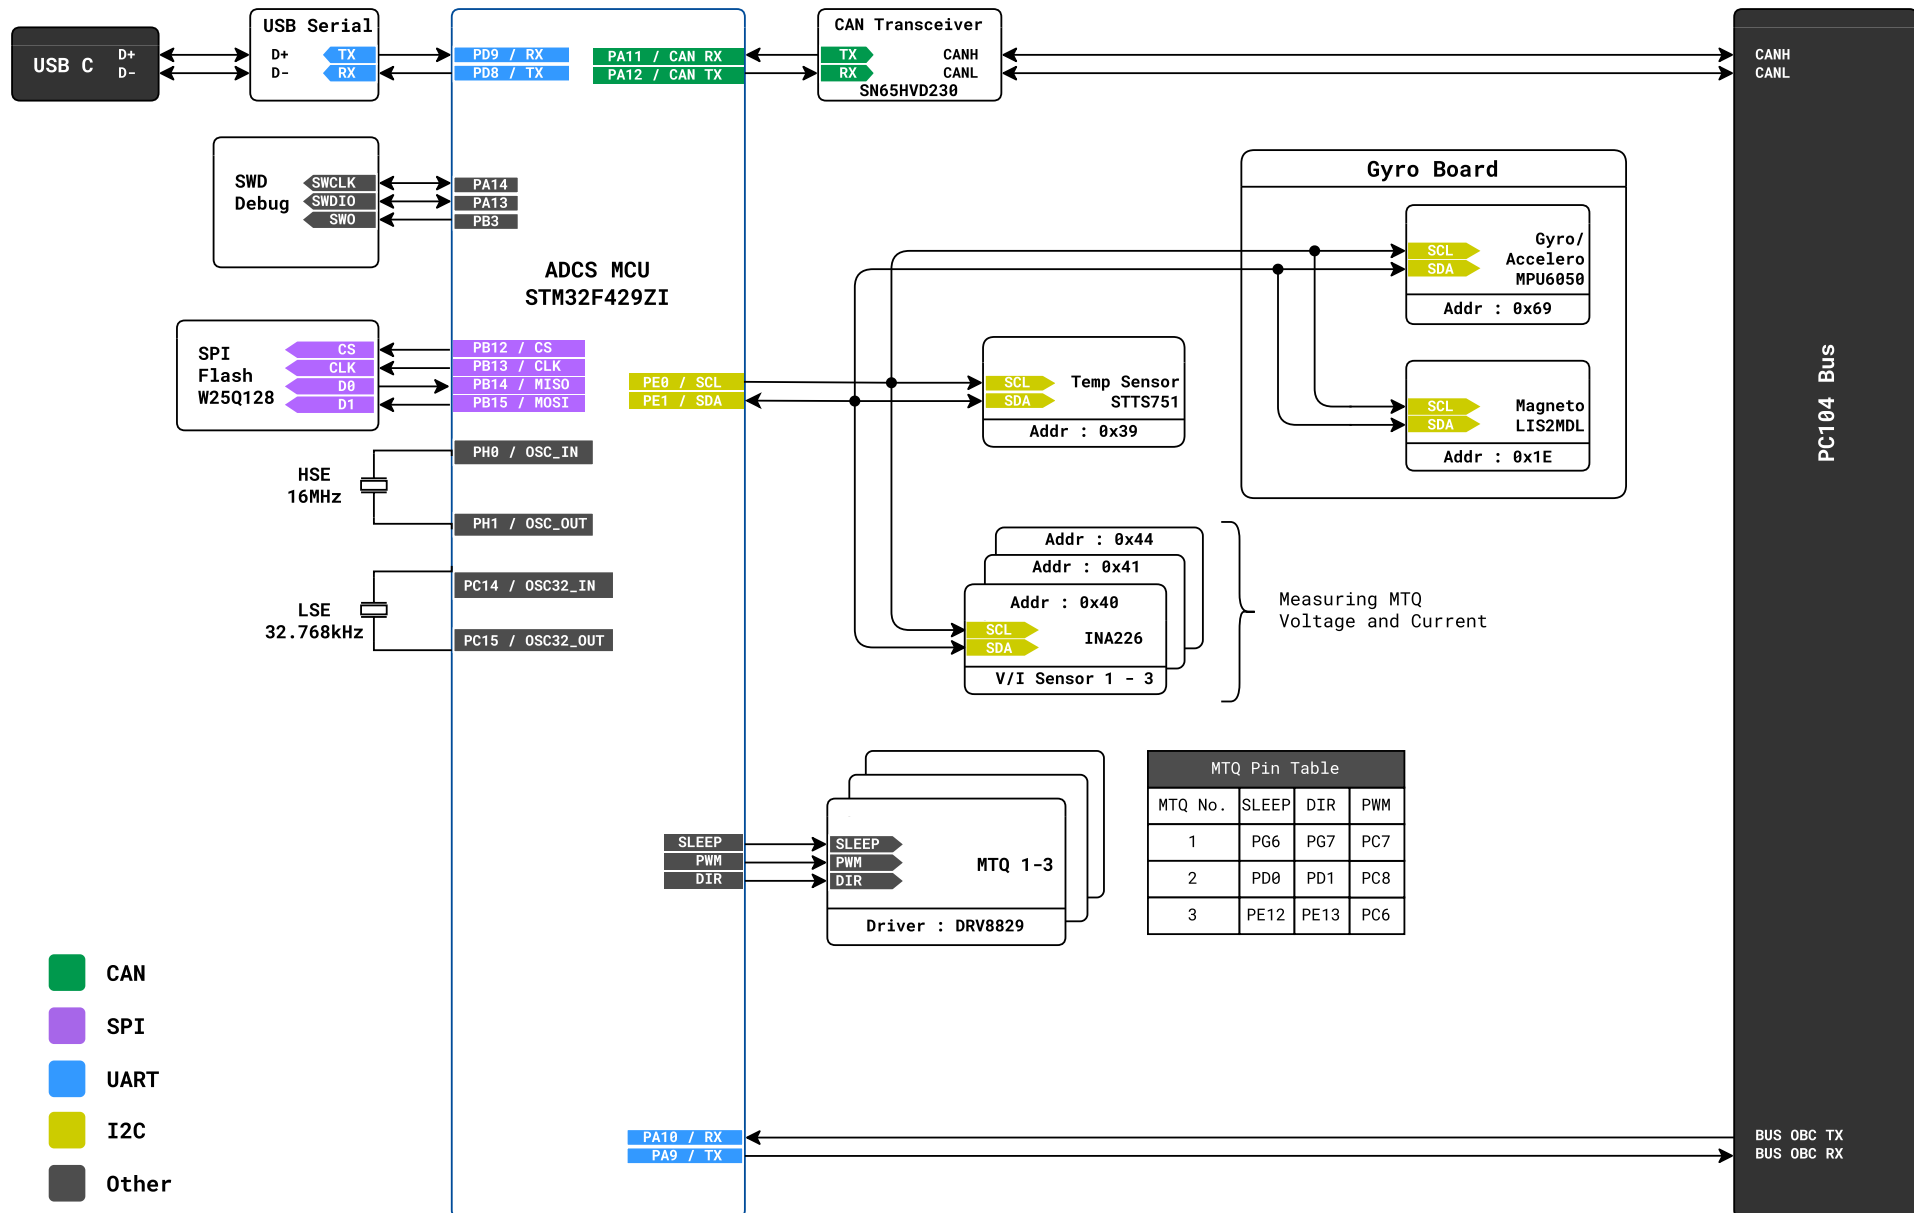 USB C
D+
D-
USB Serial
D+
D-
TX
RX
PD9 / RX
PD8 / TX
PA11 / CAN RX
PA12 / CAN TX
CAN Transceiver
TX
RX
CANH
CANL
SN65HVD230
CANH
CANL
SWD
Debug
SWCLK
SWDIO
SWO
PA14
PA13
PB3
ADCS MCU
STM32F429ZI
SPI
Flash
W25Q128
CS
CLK
D0
D1
PB12 / CS
PB13 / CLK
PB14 / MISO
PB15 / MOSI
PE0 / SCL
PE1 / SDA
HSE
16MHz
PH0 / OSC_IN
PH1 / OSC_OUT
LSE
32.768kHz
PC14 / OSC32_IN
PC15 / OSC32_OUT
Gyro Board
SCL
SDA
Gyro/
Accelero
MPU6050
Addr : 0x69
SCL
SDA
Temp Sensor
STTS751
Addr : 0x39
SCL
SDA
Magneto
LIS2MDL
Addr : 0x1E
PC104 Bus
Addr : 0x44
Addr : 0x41
Addr : 0x40
SCL
SDA
INA226
V/I Sensor 1 - 3
Measuring MTQ
Voltage and Current
SLEEP
PWM
DIR
SLEEP
PWM
DIR
MTQ 1-3
Driver : DRV8829
MTQ Pin Table
MTQ No. SLEEP DIR PWM
1 PG6 PG7 PC7
2 PD0 PD1 PC8
3 PE12 PE13 PC6
CAN
SPI
UART
I2C
Other
PA10 / RX
PA9 / TX
BUS OBC TX
BUS OBC RX